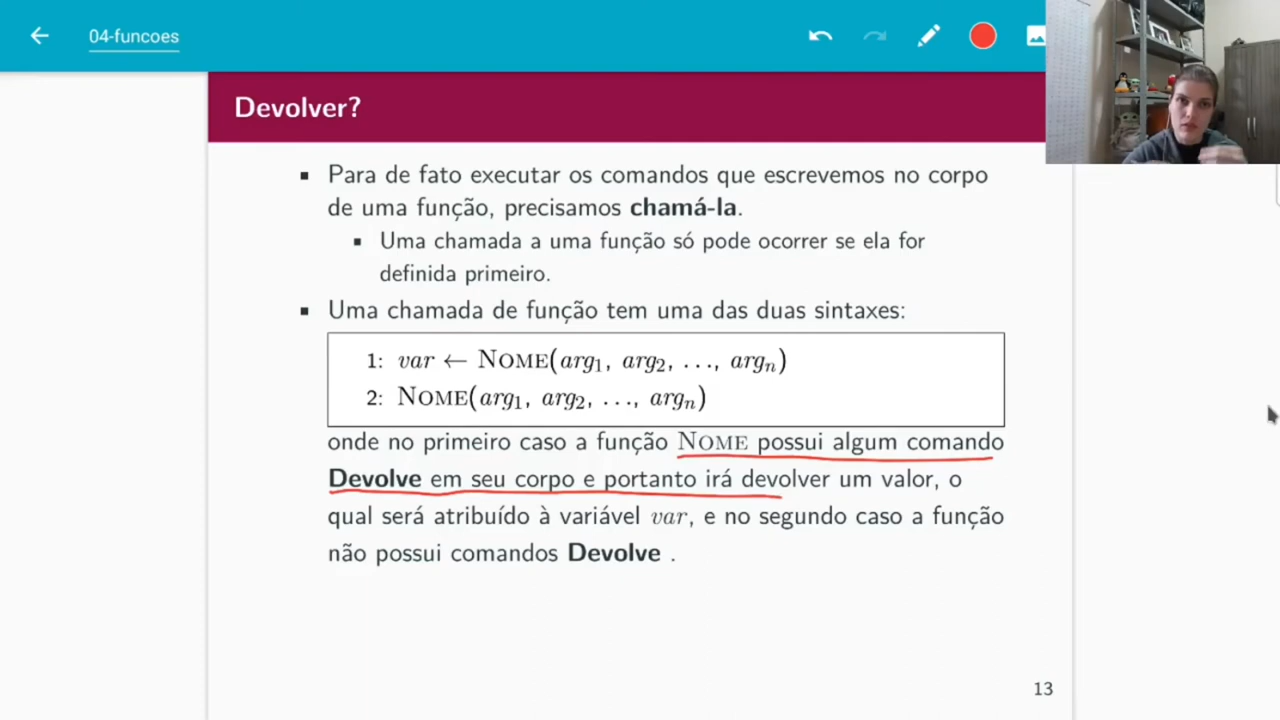 04-funcoes
Devolver?
▪ Para de fato executar os comandos que escrevemos no corpo
de uma função, precisamos chamá-la.
▪ Uma chamada a uma função só pode ocorrer se ela for
definida primeiro.
▪ Uma chamada de função tem uma das duas sintaxes:
1: var ← NOME(arg₁, arg₂, ..., argₙ)
2: NOME(arg₁, arg₂, ..., argₙ)
onde no primeiro caso a função NOME possui algum comando
Devolve em seu corpo e portanto irá devolver um valor, o
qual será atribuído à variável var, e no segundo caso a função
não possui comandos Devolve .
13